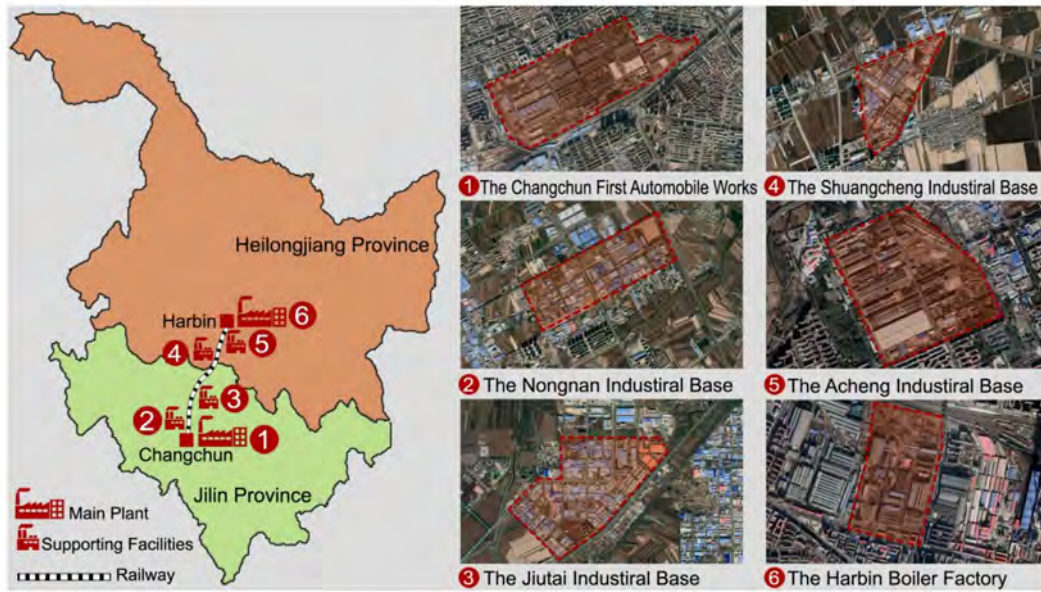 Heilongjiang Province
Harbin
6
5
4
3
2
1
Changchun
Jilin Province
Main Plant
Supporting Facilities
Railway
1 The Changchun First Automobile Works
4 The Shuangcheng Industiral Base
2 The Nongnan Industiral Base
5 The Acheng Industiral Base
3 The Jiutai Industiral Base
6 The Harbin Boiler Factory